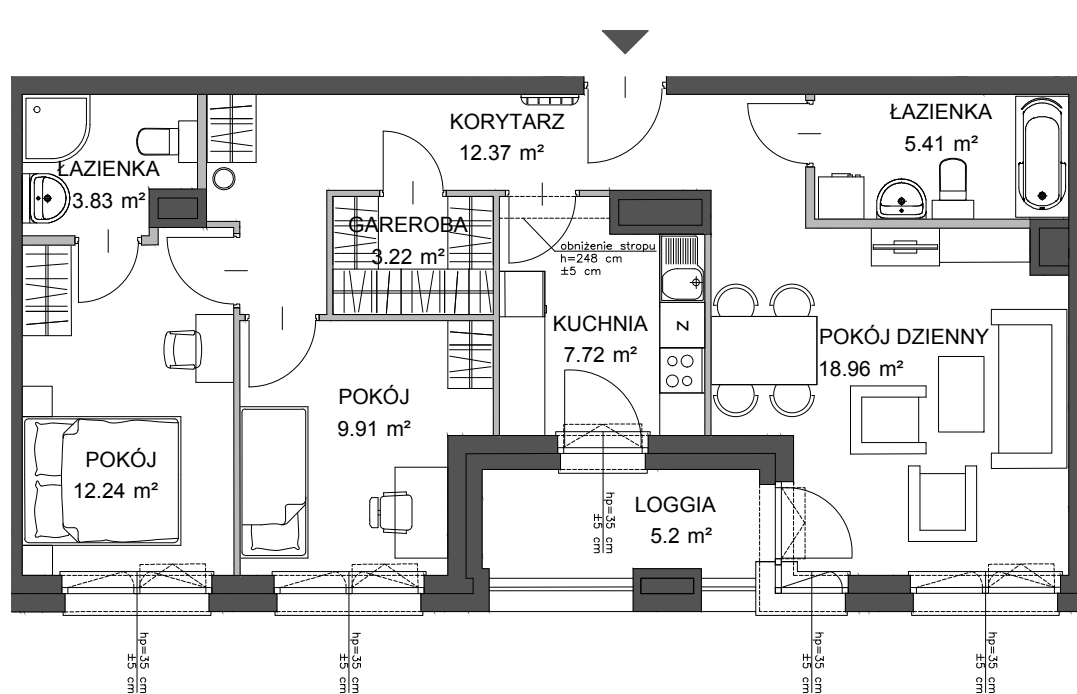 KORYTARZ
12.37 m²
ŁAZIENKA
5.41 m²
ŁAZIENKA
3.83 m²
GAREROBA
3.22 m²
obniżenie stropu
h=248 cm
±5 cm
KUCHNIA
7.72 m²
N
POKÓJ DZIENNY
18.96 m²
POKÓJ
9.91 m²
POKÓJ
12.24 m²
LOGGIA
5.2 m²
hp=35 cm
±5 cm
hp=35 cm
±5 cm
hp=35 cm
±5 cm
hp=35 cm
±5 cm
hp=35 cm
±5 cm